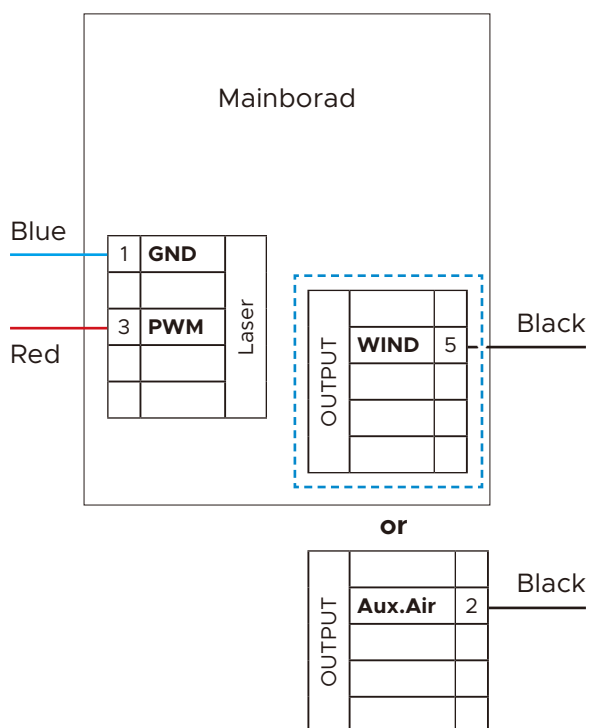 Mainborad
Blue
1 GND
3 PWM
Red
Laser
OUTPUT
WIND 5
Black
or
OUTPUT
Aux.Air 2
Black